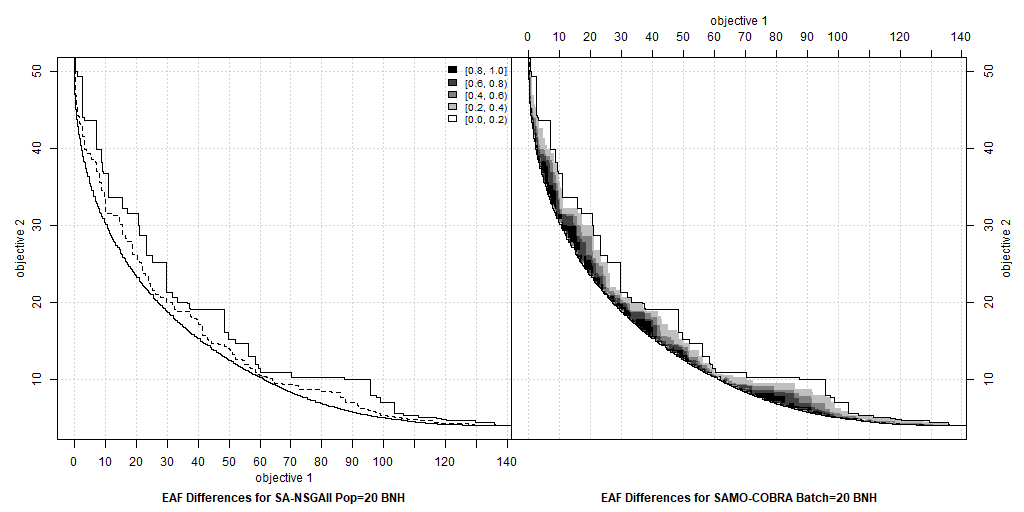 objective 1
0 10 20 30 40 50 60 70 80 100 120 140
[0.8, 1.0]
[0.6, 0.8)
[0.4, 0.6)
[0.2, 0.4)
[0.0, 0.2)
objective 2
50
40
30
20
10
50
40
30
20
10
objective 2
0 10 20 30 40 50 60 70 80 100 120 140
objective 1
EAF Differences for SA-NSGAII Pop=20 BNH
EAF Differences for SAMO-COBRA Batch=20 BNH